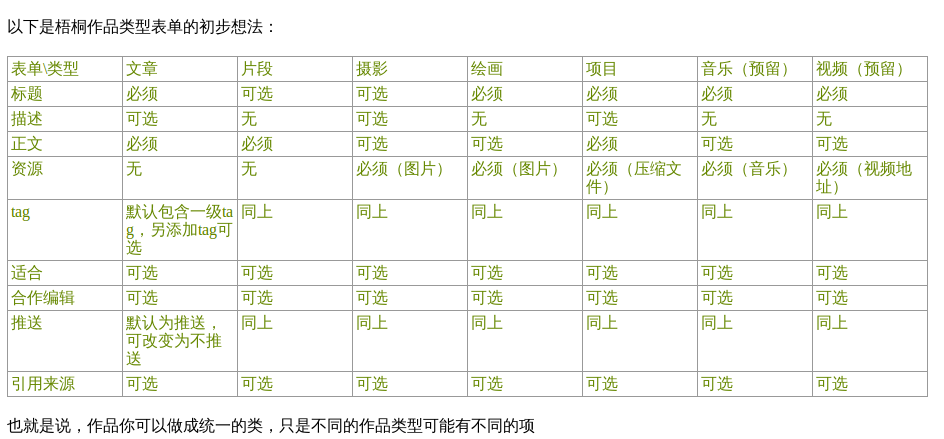 以下是梧桐作品类型表单的初步想法：
表单\类型 文章 片段 摄影 绘画 项目 音乐（预留） 视频（预留）
标题 必须 可选 可选 必须 必须 必须 必须
描述 可选 无 可选 无 可选 无 无
正文 必须 必须 可选 可选 必须 可选 可选
资源 无 无 必须（图片） 必须（图片） 必须（压缩文 必须（音乐） 必须（视频地
件） 址）
tag 默认包含一级ta 同上 同上 同上 同上 同上 同上
g，另添加tag可
选
适合 可选 可选 可选 可选 可选 可选 可选
合作编辑 可选 可选 可选 可选 可选 可选 可选
推送 默认为推送， 同上 同上 同上 同上 同上 同上
可改变为不推
送
引用来源 可选 可选 可选 可选 可选 可选 可选
也就是说，作品你可以做成统一的类，只是不同的作品类型可能有不同的项